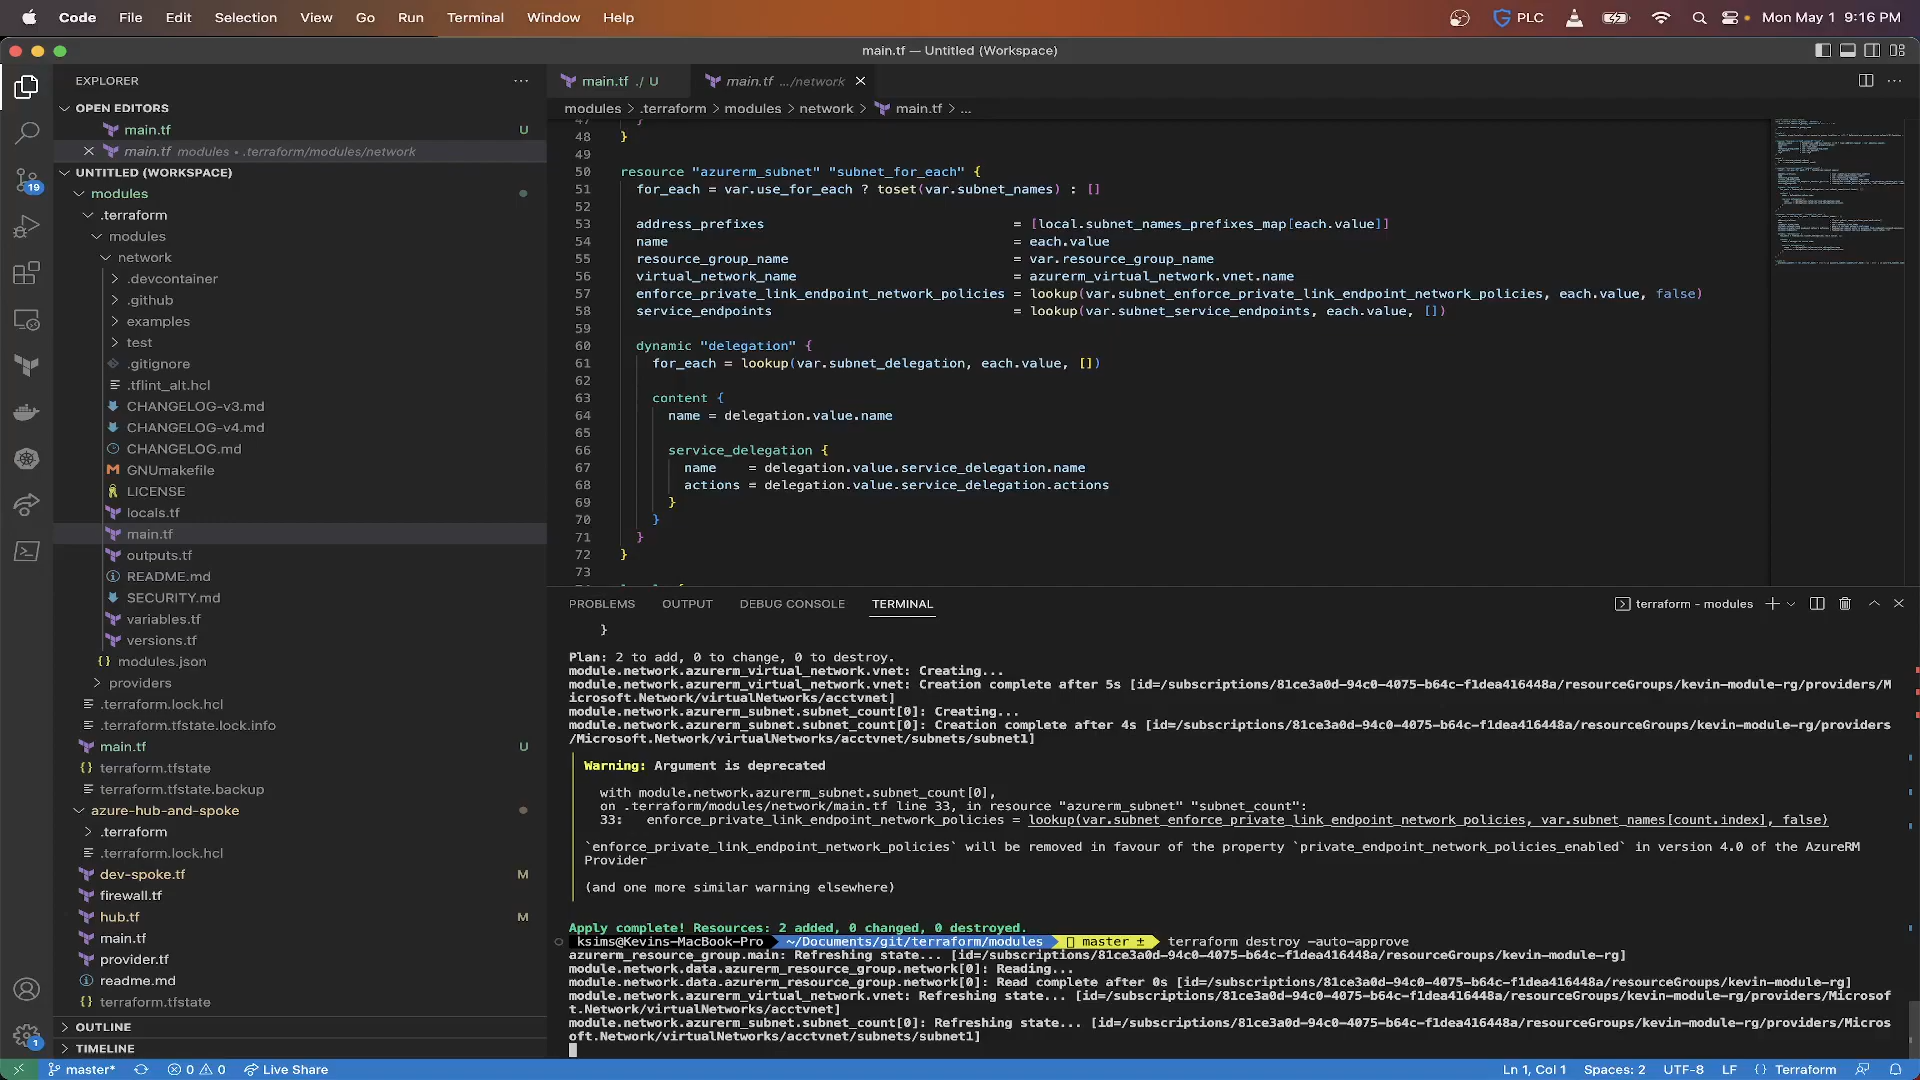 Code File Edit Selection View Go Run Terminal Window Help PLC Mon May 1 9:16 PM
main.tf — Untitled (Workspace)
EXPLORER
OPEN EDITORS
main.tf U
main.tf modules • .terraform/modules/network
UNTITLED (WORKSPACE)
modules
.terraform
modules
network
.devcontainer
.github
examples
test
.gitignore
.tflint_alt.hcl
CHANGELOG-v3.md
CHANGELOG-v4.md
CHANGELOG.md
GNUmakefile
LICENSE
locals.tf
main.tf
outputs.tf
README.md
SECURITY.md
variables.tf
versions.tf
modules.json
providers
.terraform.lock.hcl
.terraform.tfstate.lock.info
main.tf U
terraform.tfstate
terraform.tfstate.backup
azure-hub-and-spoke
.terraform
.terraform.lock.hcl
dev-spoke.tf M
firewall.tf
hub.tf M
main.tf
provider.tf
readme.md
terraform.tfstate
OUTLINE
TIMELINE
19
1
main.tf ./ U
main.tf .../network
modules > .terraform > modules > network > main.tf > ...
47 }
48 }
49
50 resource "azurerm_subnet" "subnet_for_each" {
51 for_each = var.use_for_each ? toset(var.subnet_names) : []
52
53 address_prefixes = [local.subnet_names_prefixes_map[each.value]]
54 name = each.value
55 resource_group_name = var.resource_group_name
56 virtual_network_name = azurerm_virtual_network.vnet.name
57 enforce_private_link_endpoint_network_policies = lookup(var.subnet_enforce_private_link_endpoint_network_policies, each.value, false)
58 service_endpoints = lookup(var.subnet_service_endpoints, each.value, [])
59
60 dynamic "delegation" {
61 for_each = lookup(var.subnet_delegation, each.value, [])
62
63 content {
64 name = delegation.value.name
65
66 service_delegation {
67 name = delegation.value.service_delegation.name
68 actions = delegation.value.service_delegation.actions
69 }
70 }
71 }
72 }
73
PROBLEMS OUTPUT DEBUG CONSOLE TERMINAL terraform - modules
}
Plan: 2 to add, 0 to change, 0 to destroy.
module.network.azurerm_virtual_network.vnet: Creating...
module.network.azurerm_virtual_network.vnet: Creation complete after 5s [id=/subscriptions/81ce3a0d-94c0-4075-b64c-f1dea416448a/resourceGroups/kevin-module-rg/providers/M
icrosoft.Network/virtualNetworks/acctvnet]
module.network.azurerm_subnet.subnet_count[0]: Creating...
module.network.azurerm_subnet.subnet_count[0]: Creation complete after 4s [id=/subscriptions/81ce3a0d-94c0-4075-b64c-f1dea416448a/resourceGroups/kevin-module-rg/providers
/Microsoft.Network/virtualNetworks/acctvnet/subnets/subnet1]
Warning: Argument is deprecated
with module.network.azurerm_subnet.subnet_count[0],
on .terraform/modules/network/main.tf line 33, in resource "azurerm_subnet" "subnet_count":
33: enforce_private_link_endpoint_network_policies = lookup(var.subnet_enforce_private_link_endpoint_network_policies, var.subnet_names[count.index], false)
`enforce_private_link_endpoint_network_policies` will be removed in favour of the property `private_endpoint_network_policies_enabled` in version 4.0 of the AzureRM
Provider
(and one more similar warning elsewhere)
Apply complete! Resources: 2 added, 0 changed, 0 destroyed.
ksims@Kevins-MacBook-Pro ~/Documents/git/terraform/modules master ± terraform destroy -auto-approve
azurerm_resource_group.main: Refreshing state... [id=/subscriptions/81ce3a0d-94c0-4075-b64c-f1dea416448a/resourceGroups/kevin-module-rg]
module.network.data.azurerm_resource_group.network[0]: Reading...
module.network.data.azurerm_resource_group.network[0]: Read complete after 0s [id=/subscriptions/81ce3a0d-94c0-4075-b64c-f1dea416448a/resourceGroups/kevin-module-rg]
module.network.azurerm_virtual_network.vnet: Refreshing state... [id=/subscriptions/81ce3a0d-94c0-4075-b64c-f1dea416448a/resourceGroups/kevin-module-rg/providers/Microsof
t.Network/virtualNetworks/acctvnet]
module.network.azurerm_subnet.subnet_count[0]: Refreshing state... [id=/subscriptions/81ce3a0d-94c0-4075-b64c-f1dea416448a/resourceGroups/kevin-module-rg/providers/Micros
oft.Network/virtualNetworks/acctvnet/subnets/subnet1]
master* 0 0 Live Share Ln 1, Col 1 Spaces: 2 UTF-8 LF {} Terraform